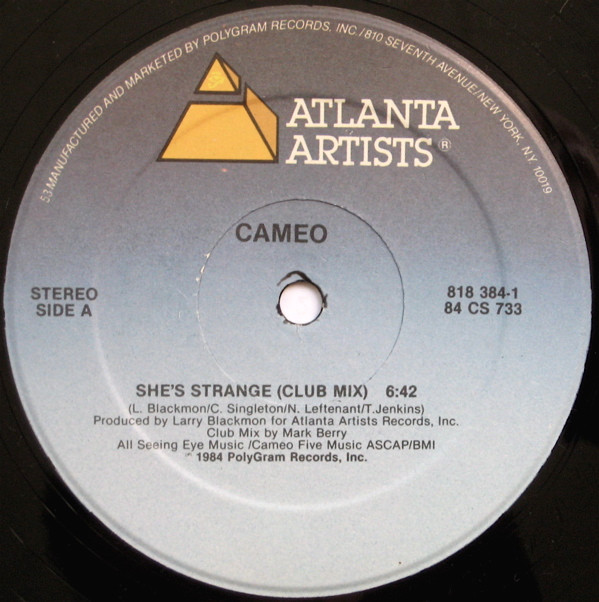 53-MANUFACTURED AND MARKETED BY POLYGRAM RECORDS, INC./810 SEVENTH AVENUE/NEW YORK, NY 10019
ATLANTA
ARTISTS ®
CAMEO
STEREO
SIDE A
818 384-1
84 CS 733
SHE'S STRANGE (CLUB MIX) 6:42
(L. Blackmon/C. Singleton/N. Leftenant/T.Jenkins)
Produced by Larry Blackmon for Atlanta Artists Records, Inc.
Club Mix by Mark Berry
All Seeing Eye Music /Cameo Five Music ASCAP/BMI
℗ 1984 PolyGram Records, Inc.